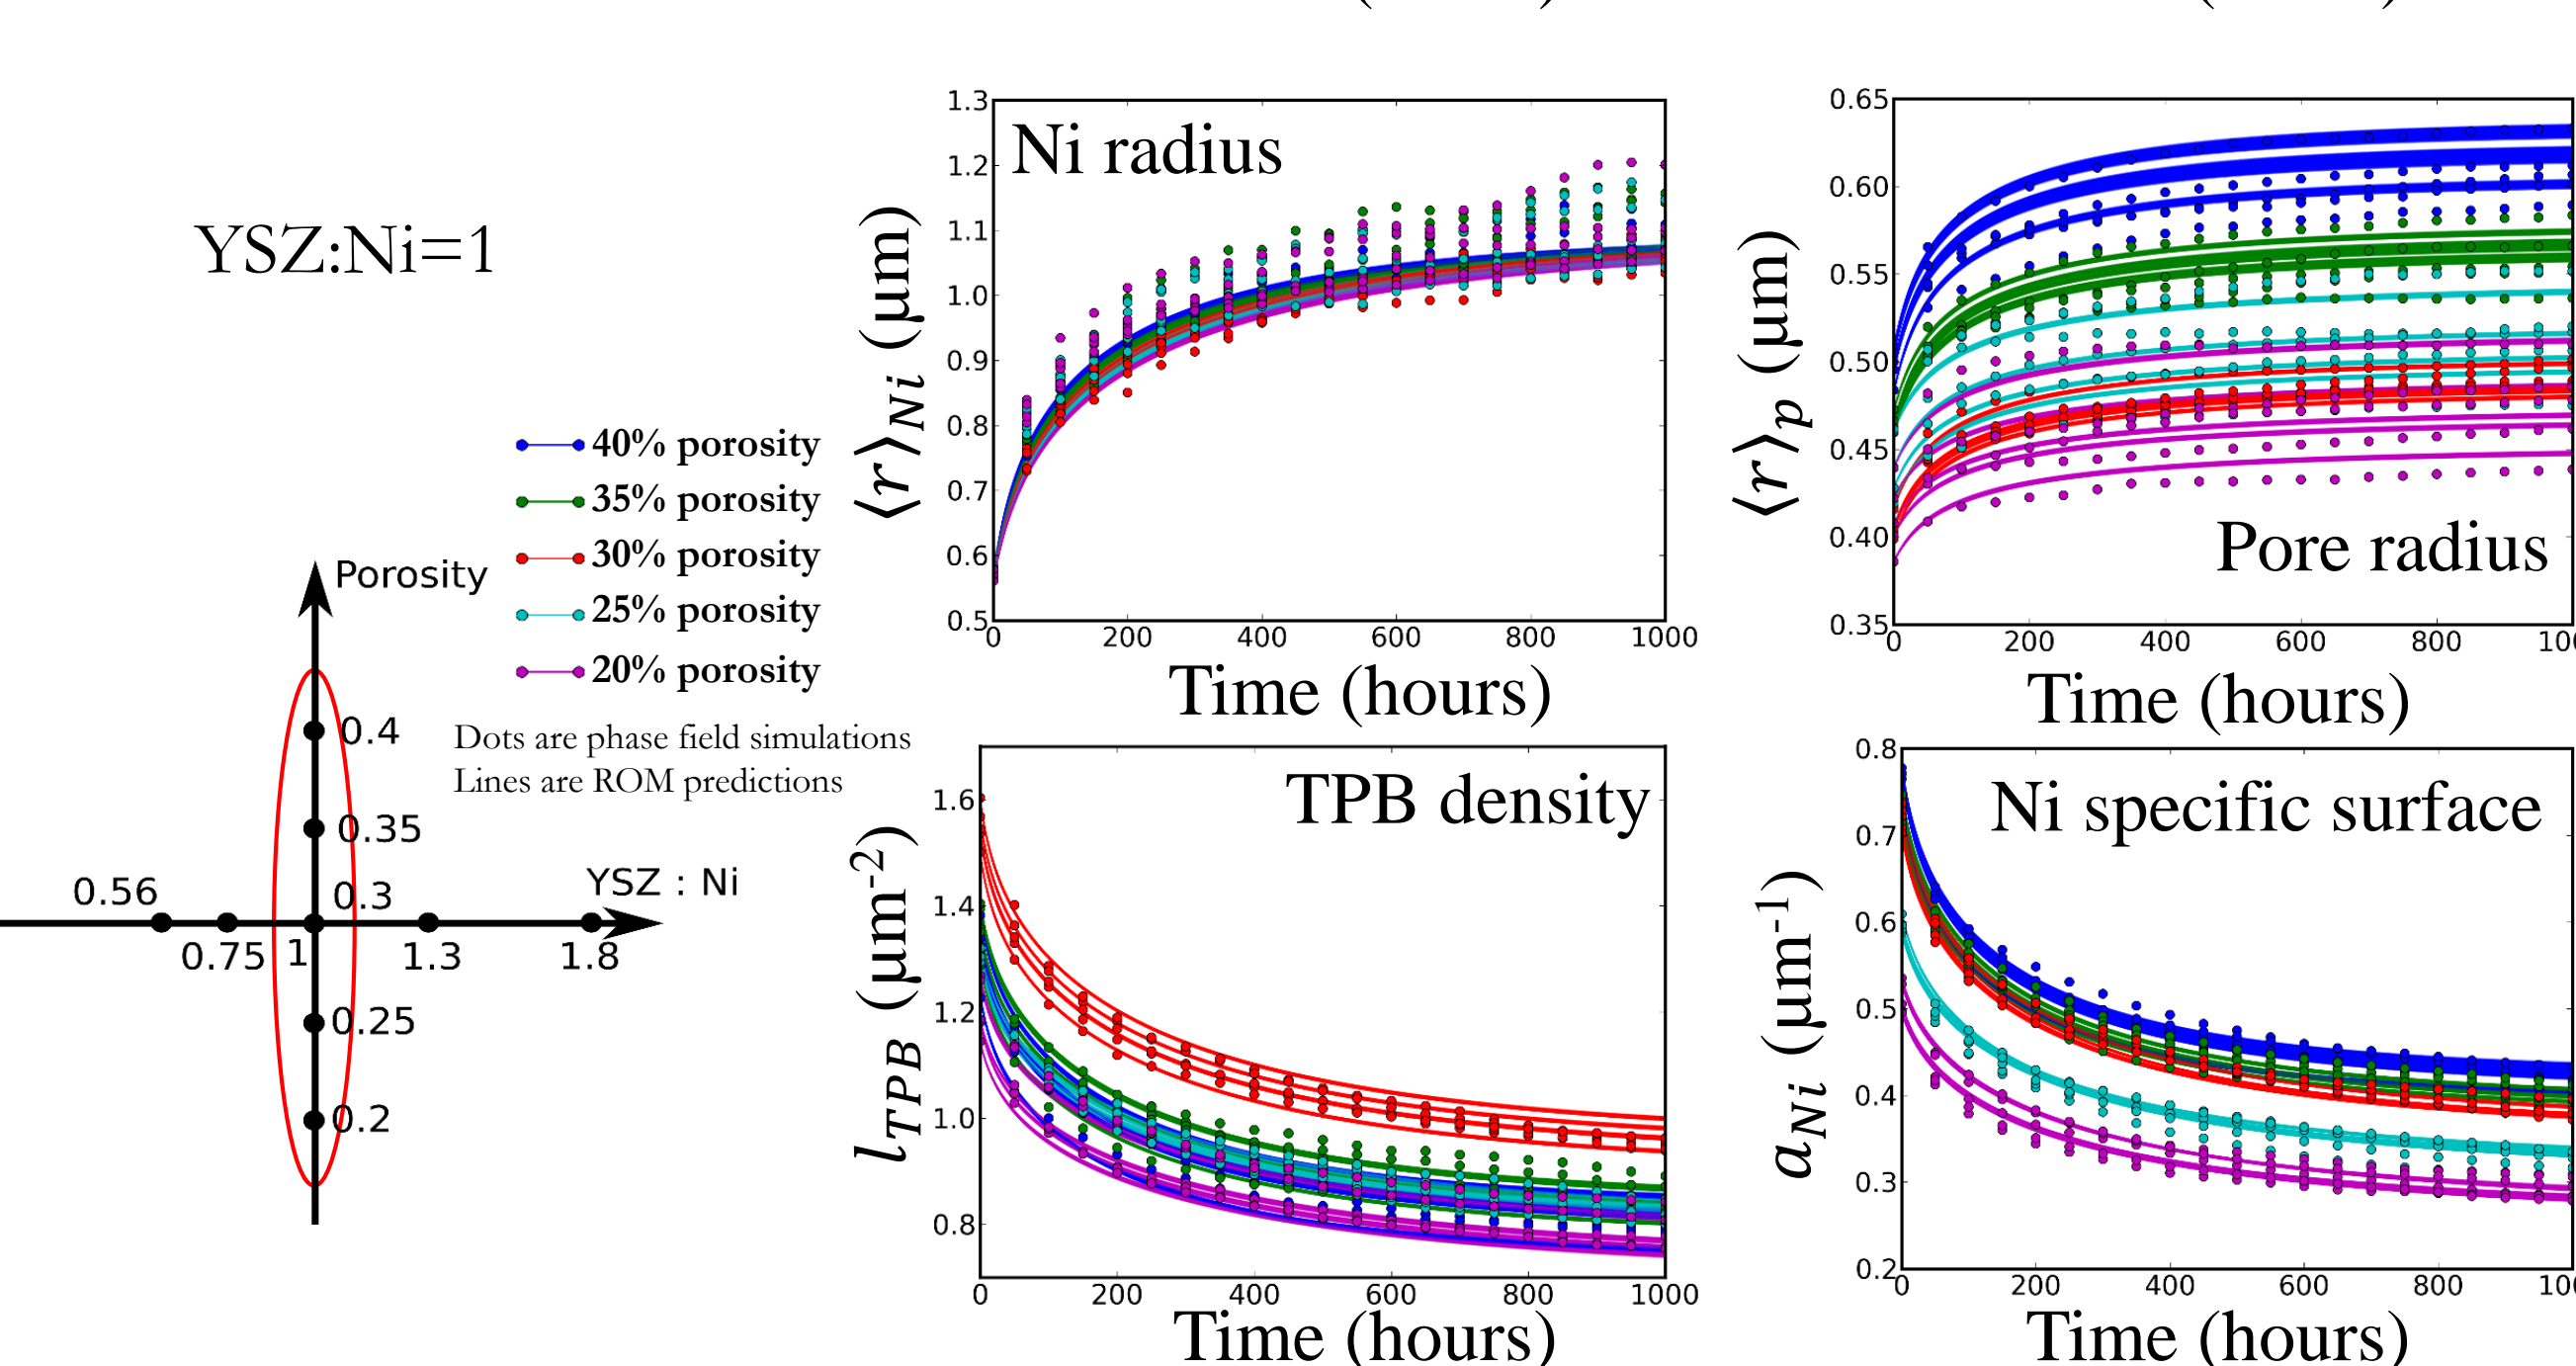 YSZ:Ni=1
40% porosity
35% porosity
30% porosity
25% porosity
20% porosity
Dots are phase field simulations
Lines are ROM predictions
Porosity
0.4
0.35
0.3
YSZ : Ni
0.56
0.75
1
1.3
1.8
0.25
0.2
Ni radius
⟨r⟩Ni (μm)
1.3
1.2
1.1
1.0
0.9
0.8
0.7
0.6
0.5
0 200 400 600 800 1000
Time (hours)
Pore radius
⟨r⟩p (μm)
0.65
0.60
0.55
0.50
0.45
0.40
0.35
0 200 400 600 800
Time (hours)
TPB density
lTPB (μm-2)
1.6
1.4
1.2
1.0
0.8
0 200 400 600 800 1000
Time (hours)
Ni specific surface
aNi (μm-1)
0.8
0.7
0.6
0.5
0.4
0.3
0.2
0 200 400 600 800
Time (hours)